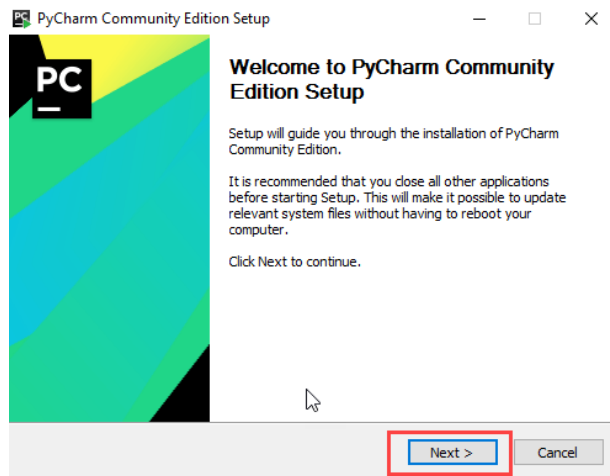 PyCharm Community Edition Setup
PC
Welcome to PyCharm Community
Edition Setup
Setup will guide you through the installation of PyCharm
Community Edition.
It is recommended that you close all other applications
before starting Setup. This will make it possible to update
relevant system files without having to reboot your
computer.
Click Next to continue.
Next >
Cancel